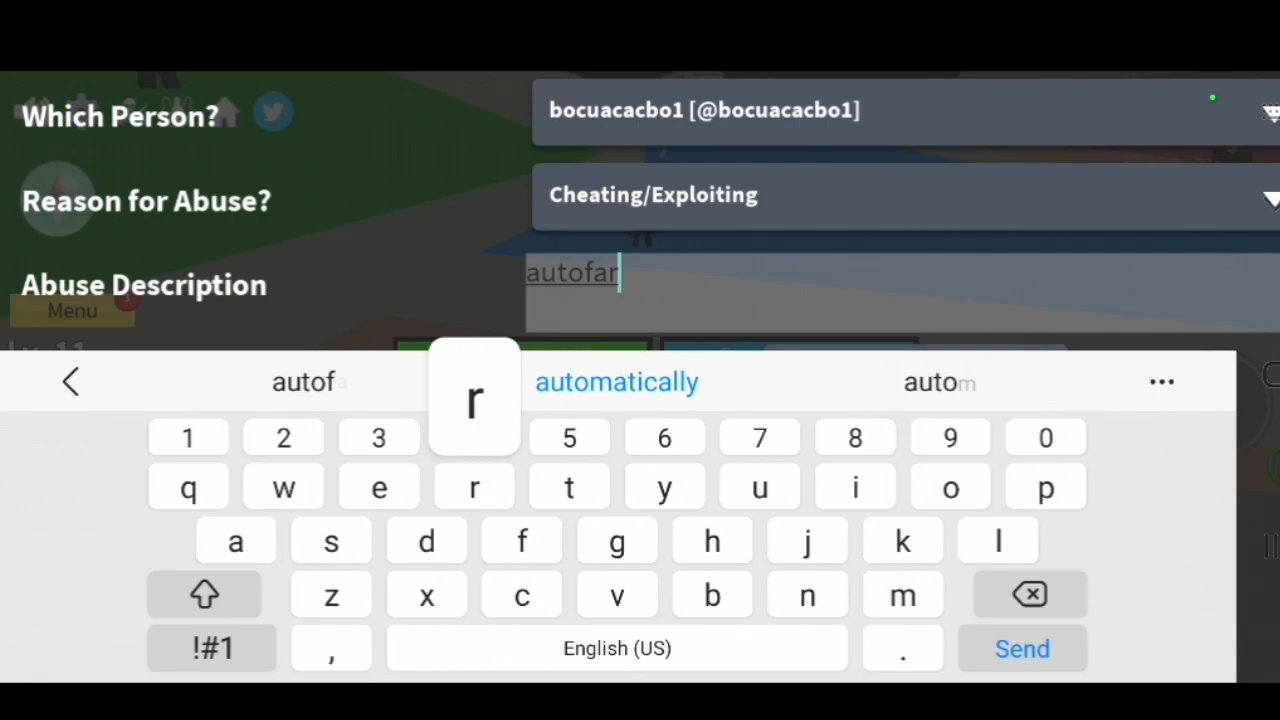 Which Person?
bocuacacbo1 [@bocuacacbo1]
Reason for Abuse?
Cheating/Exploiting
Abuse Description
autofar
Menu
autof
r
automatically
autom
1 2 3 5 6 7 8 9 0
q w e r t y u i o p
a s d f g h j k l
z x c v b n m
!#1 , English (US) . Send